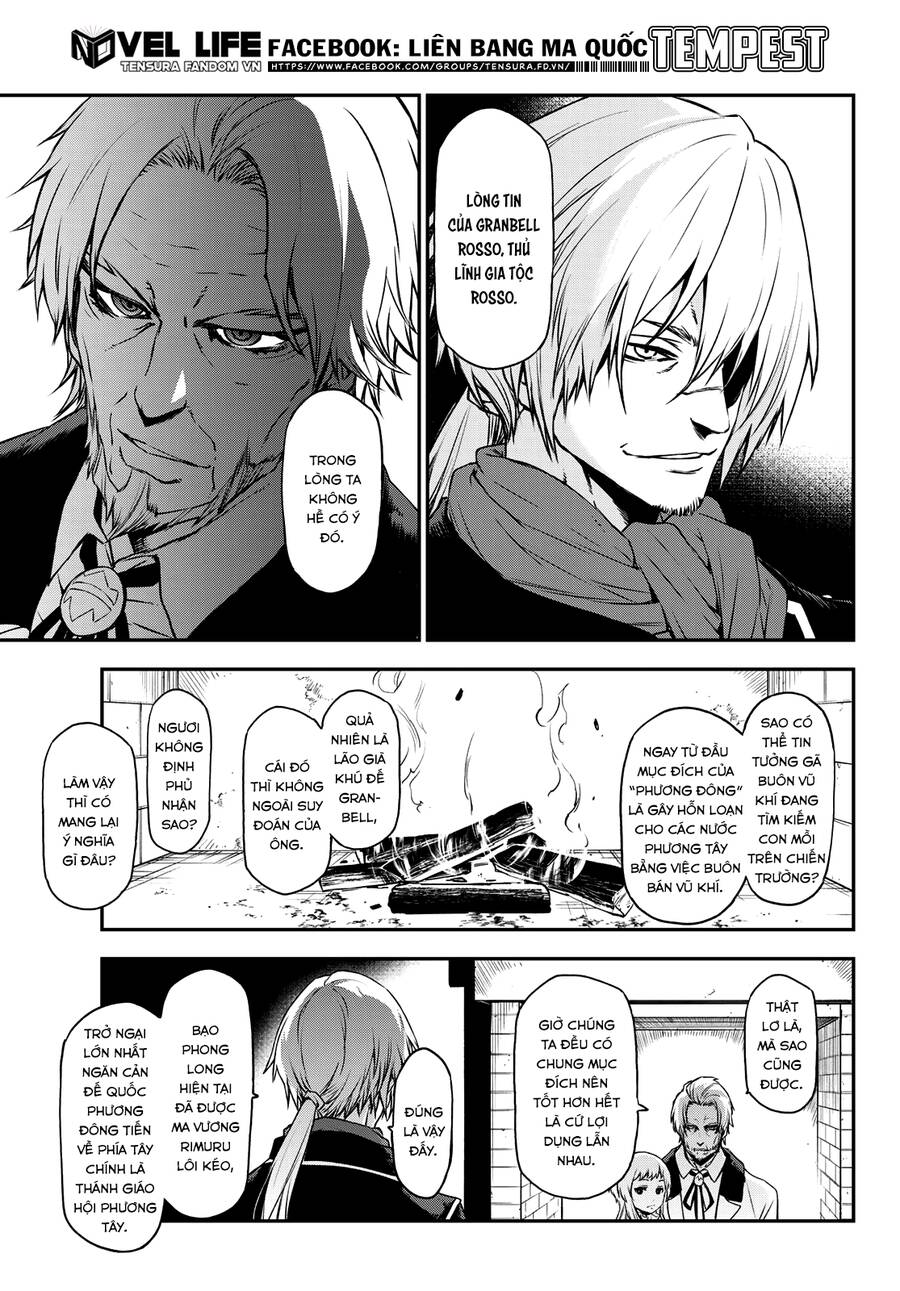 NOVEL LIFE
TENSURA FANDOM VN
FACEBOOK: LIÊN BANG MA QUỐC
HTTPS://WWW.FACEBOOK.COM/GROUPS/TENSURA.FD.VN/
TEMPEST
LÒNG TIN
CỦA GRANBELL
ROSSO, THỦ
LĨNH GIA TỘC
ROSSO.
TRONG
LÒNG TA
KHÔNG
HỀ CÓ Ý
ĐÓ.
SAO CÓ
THỂ TIN
TƯỞNG GÃ
BUÔN VŨ
KHÍ ĐANG
TÌM KIẾM
CON MỒI
TRÊN CHIẾN
TRƯỞNG?
NGAY TỪ ĐẦU
MỤC ĐÍCH CỦA
“PHƯƠNG ĐÔNG”
LÀ GÂY HỖN LOẠN
CHO CÁC NƯỚC
PHƯƠNG TÂY
BẰNG VIỆC BUÔN
BÁN VŨ KHÍ.
QUẢ
NHIÊN LÀ
LÃO GIÀ
KHÚ ĐẾ
GRAN-
BELL,
CÁI ĐÓ
THÌ KHÔNG
NGOÀI SUY
ĐOÁN CỦA
ÔNG.
NGƯƠI
KHÔNG
ĐỊNH
PHỦ
NHẬN
SAO?
LÀM VẬY
THÌ CÓ
MANG LẠI
Ý NGHĨA
GÌ ĐÂU?
THẬT
LƠ LÀ,
MÀ SAO
CŨNG
ĐƯỢC.
GIỜ CHÚNG
TA ĐỀU CÓ
CHUNG MỤC
ĐÍCH NÊN
TỐT HƠN HẾT
LÀ CỨ LỢI
DỤNG LẪN
NHAU.
ĐÚNG
LÀ VẬY
ĐẤY.
BẠO
PHONG
LONG
HIỆN TẠI
ĐÃ ĐƯỢC
MA VƯƠNG
RIMURU
LÔI KÉO,
TRỞ NGẠI
LỚN NHẤT
NGĂN CẢN
ĐẾ QUỐC
PHƯƠNG
ĐÔNG TIẾN
VỀ PHÍA TÂY
CHÍNH LÀ
THÁNH GIÁO
HỘI PHƯƠNG
TÂY.